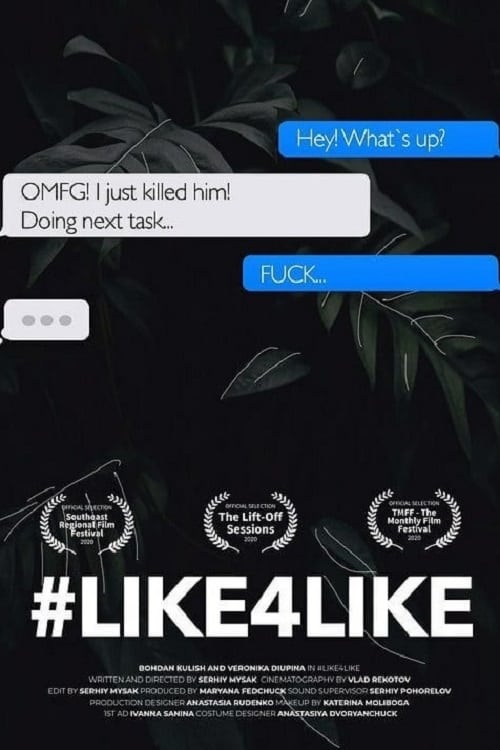 Hey! What`s up?
OMFG! I just killed him!
Doing next task...
FUCK...
OFFICIAL SELECTION
Southeast
Regional Film
Festival
2020
OFFICIAL SELECTION
The Lift-Off
Sessions
2020
OFFICIAL SELECTION
TMFF - The
Monthly Film
Festival
2020
#LIKE4LIKE
BOHDAN KULISH AND VERONIKA DIUPINA IN #LIKE4LIKE
WRITTEN AND DIRECTED BY SERHIY MYSAK CINEMATOGRAPHY BY VLAD REKOTOV
EDIT BY SERHIY MYSAK PRODUCED BY MARYANA FEDCHUCK SOUND SUPERVISOR SERHIY POHORELOV
PRODUCTION DESIGNER ANASTASIA RUDENKO MAKEUP BY KATERINA MOLIBOGA
1ST AD IVANNA SANINA COSTUME DESIGNER ANASTASIYA DVORYANCHUCK